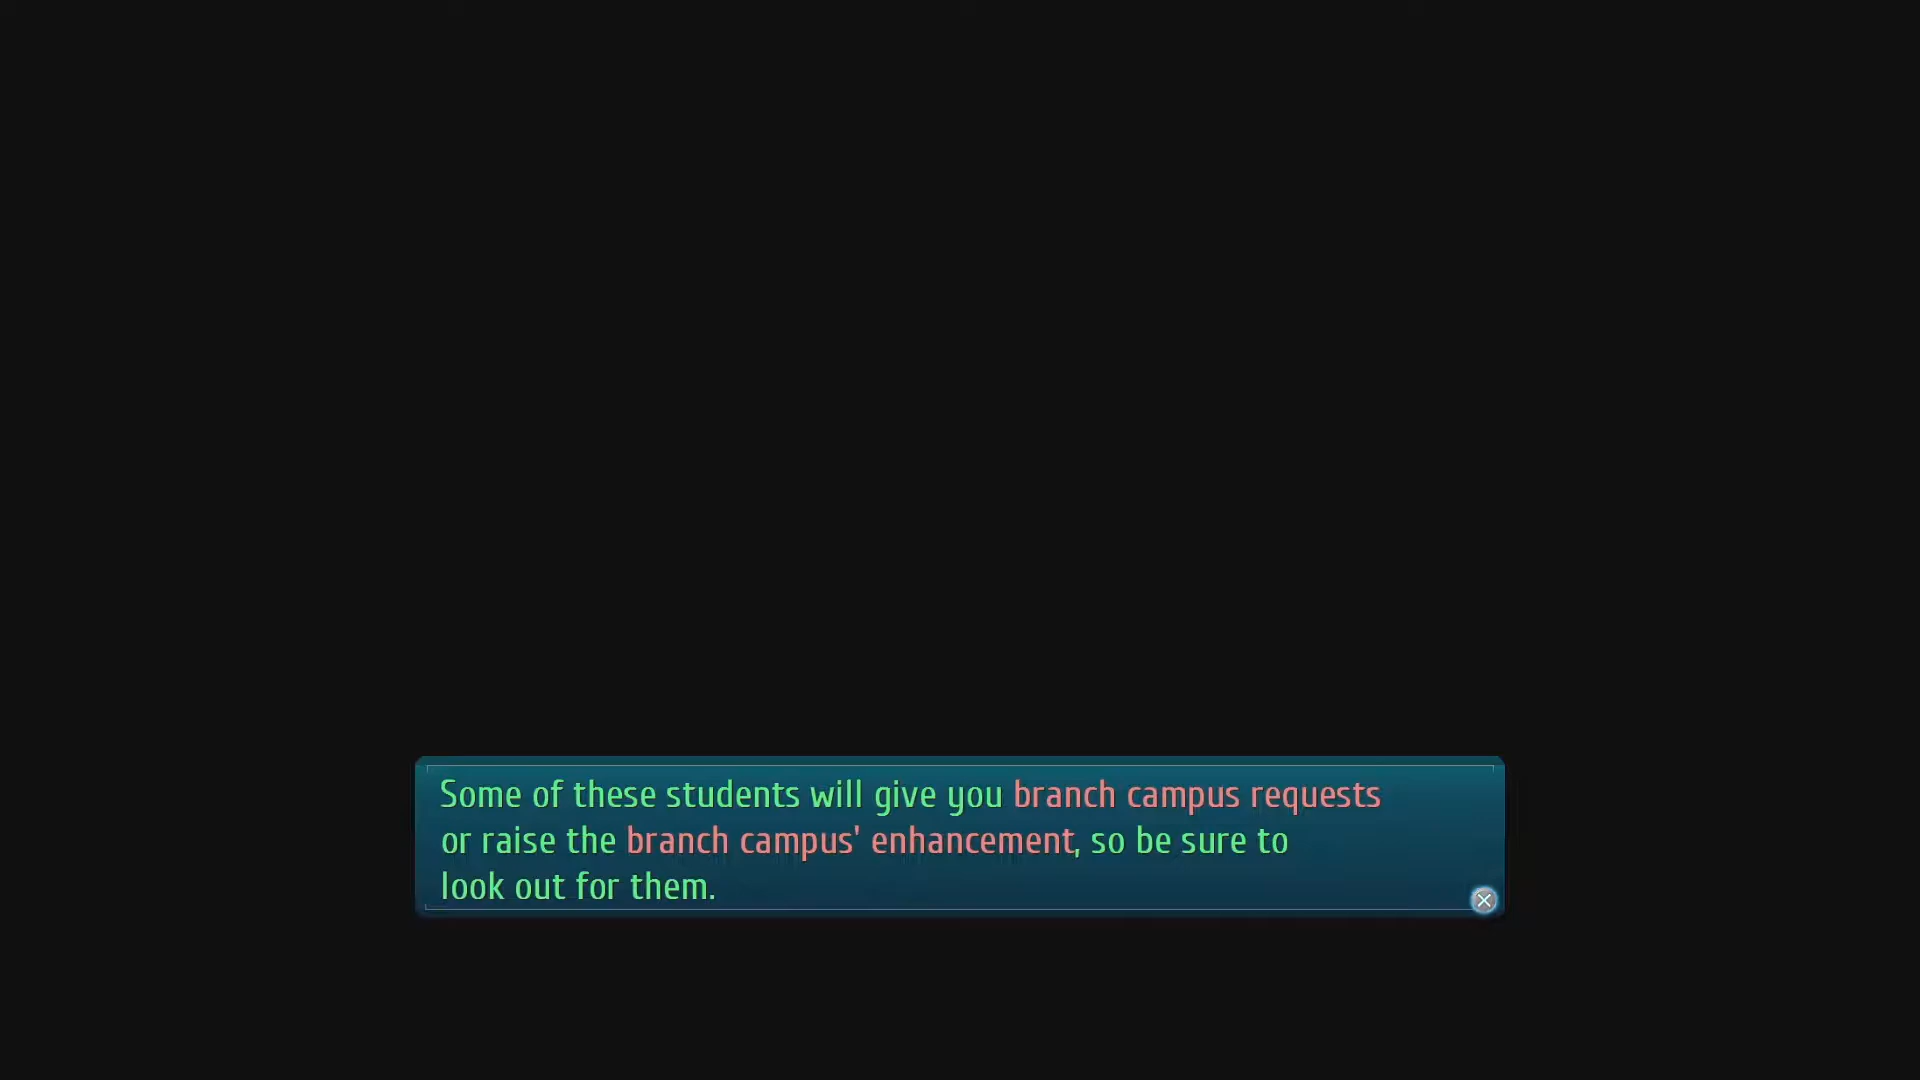 Some of these students will give you branch campus requests
or raise the branch campus' enhancement, so be sure to
look out for them.